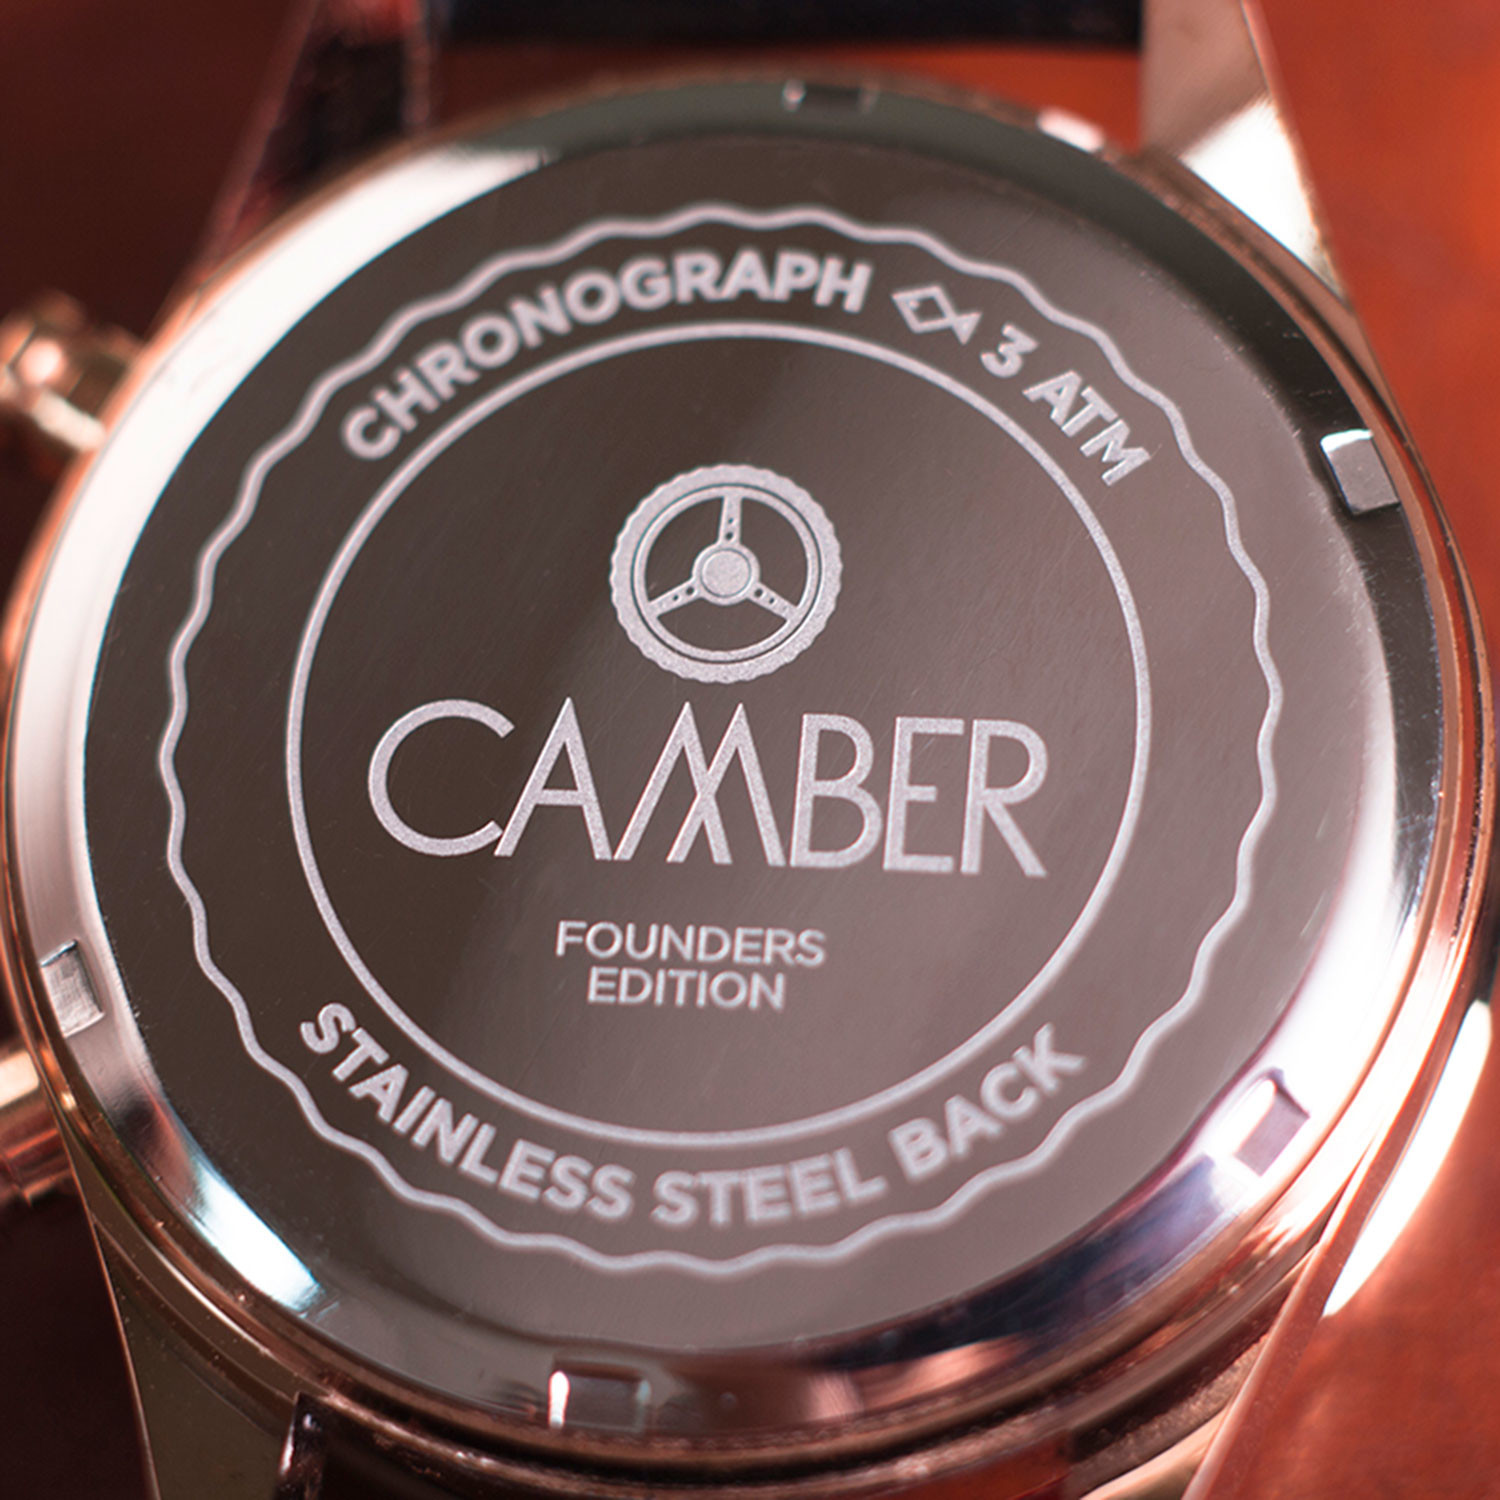 CHRONOGRAPH 3 ATM
CAMBER
FOUNDERS
EDITION
STAINLESS STEEL BACK